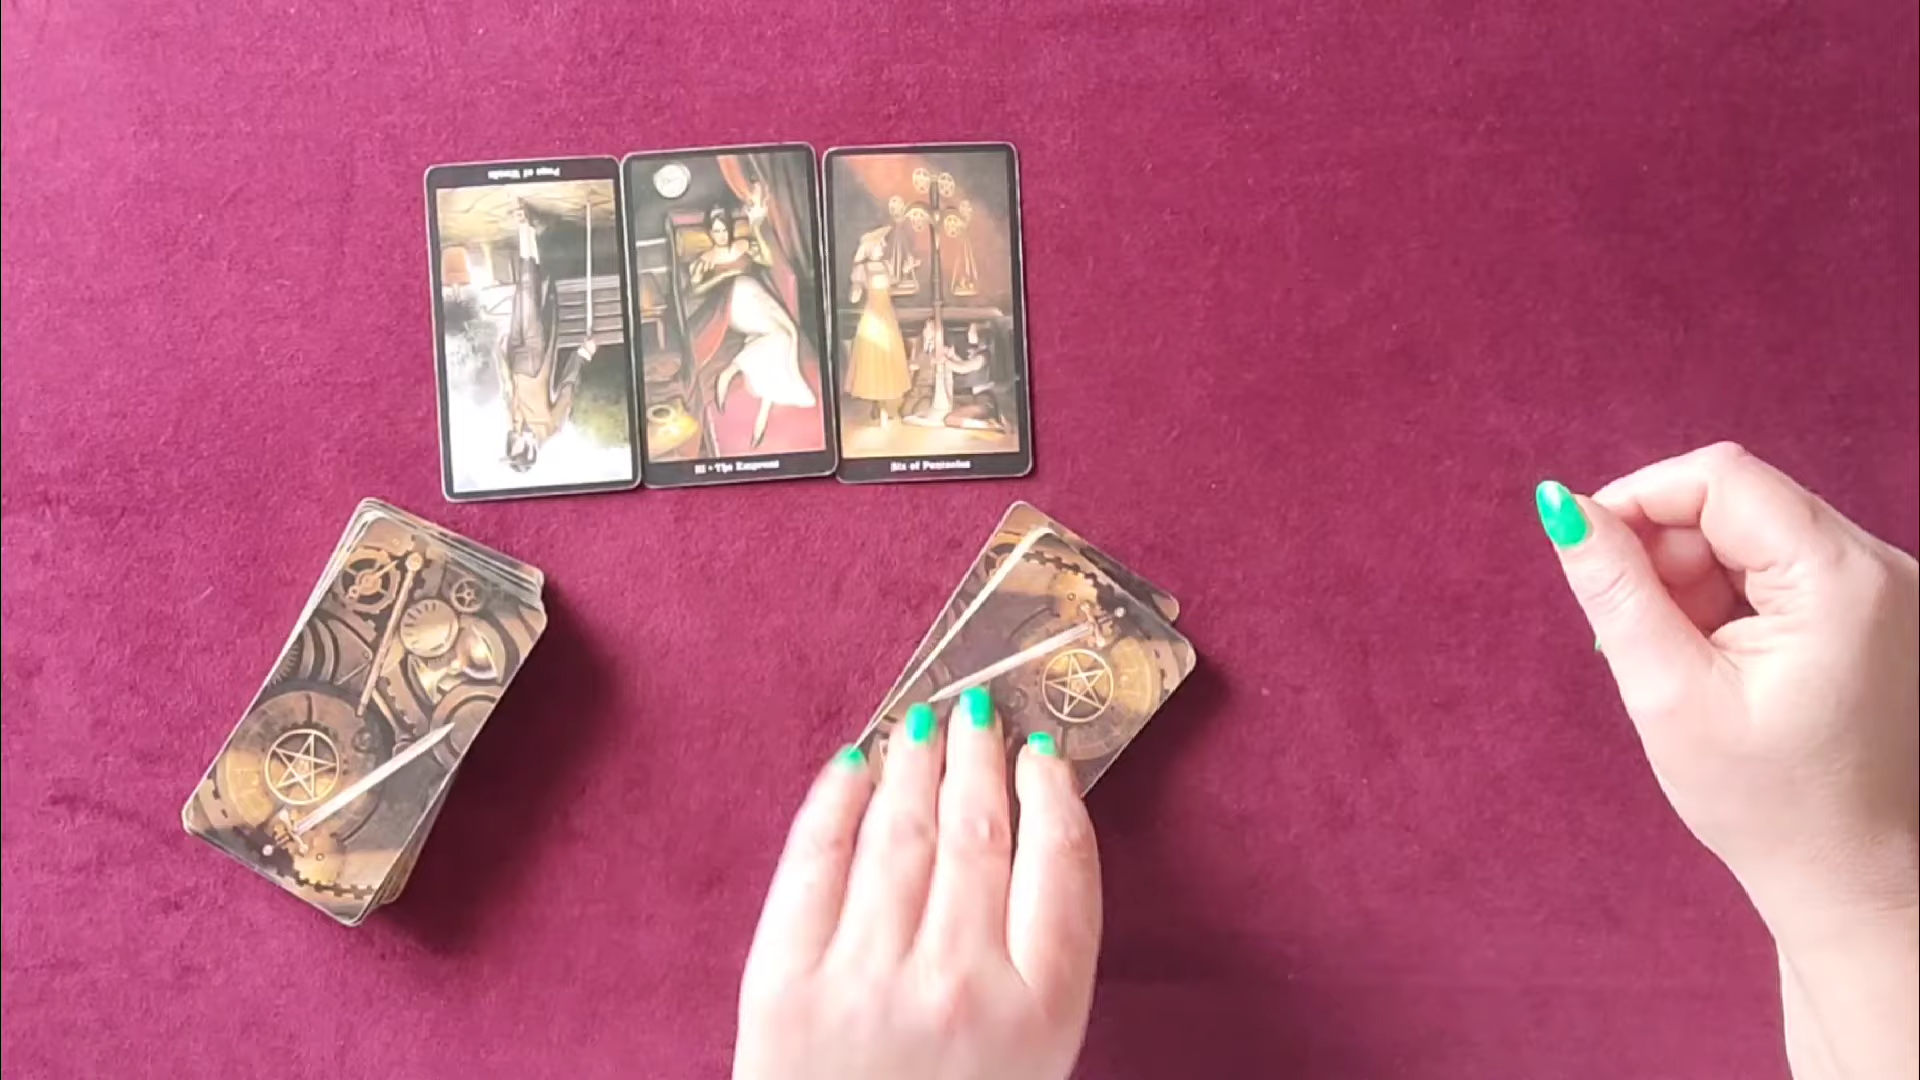 Page of Wands
III • The Empress
Six of Pentacles